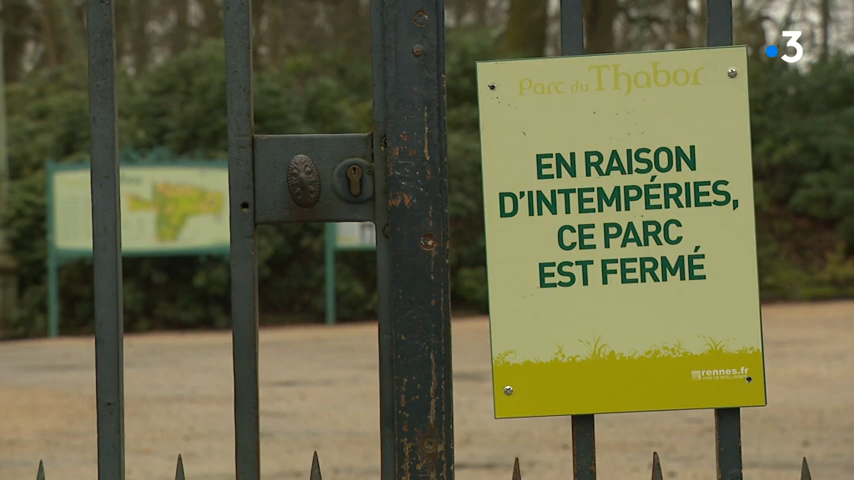 3
Parc du Thabor
EN RAISON
D'INTEMPÉRIES,
CE PARC
EST FERMÉ
rennes.fr